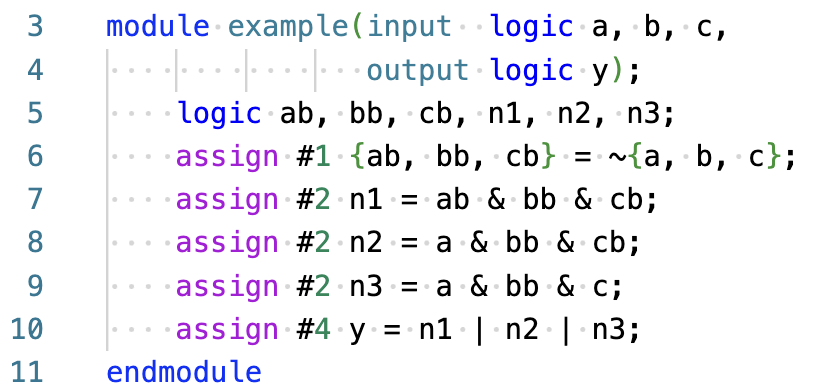 3 module example(input  logic a, b, c,
4                output logic y);
5     logic ab, bb, cb, n1, n2, n3;
6     assign #1 {ab, bb, cb} = ~{a, b, c};
7     assign #2 n1 = ab & bb & cb;
8     assign #2 n2 = a & bb & cb;
9     assign #2 n3 = a & bb & c;
10     assign #4 y = n1 | n2 | n3;
11 endmodule